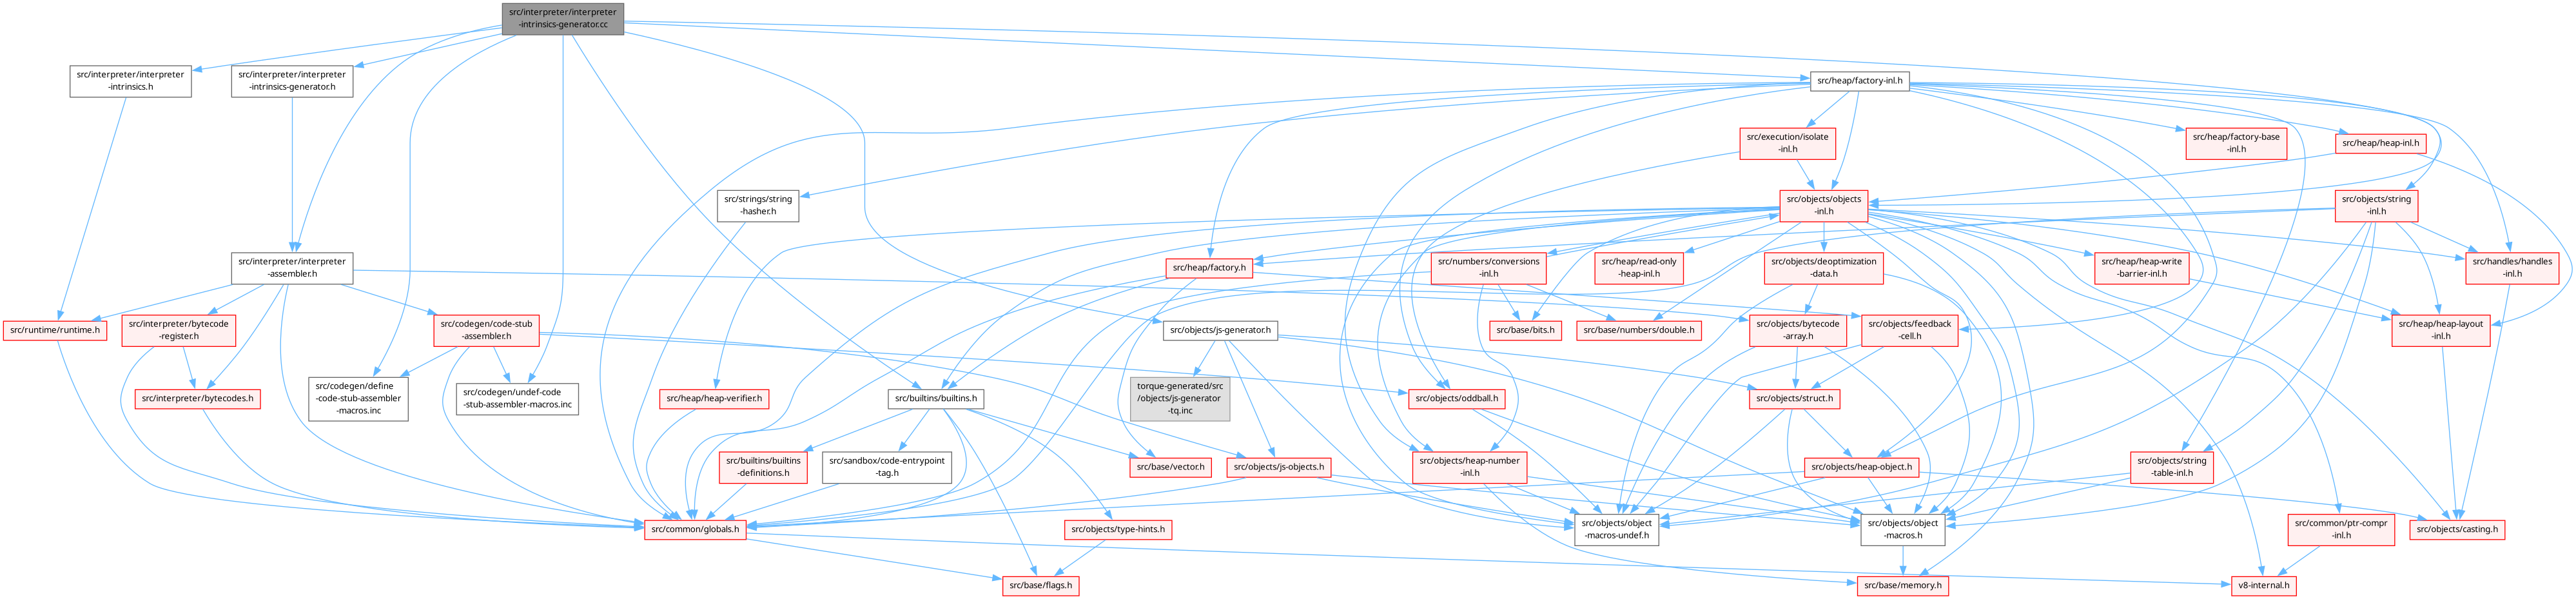 src/interpreter/interpreter
-intrinsics-generator.cc
src/interpreter/interpreter
-intrinsics.h
src/interpreter/interpreter
-intrinsics-generator.h
src/heap/factory-inl.h
src/execution/isolate
-inl.h
src/heap/factory-base
-inl.h
src/heap/heap-inl.h
src/strings/string
-hasher.h
src/objects/objects
-inl.h
src/objects/string
-inl.h
src/interpreter/interpreter
-assembler.h
src/heap/factory.h
src/numbers/conversions
-inl.h
src/heap/read-only
-heap-inl.h
src/objects/deoptimization
-data.h
src/heap/heap-write
-barrier-inl.h
src/handles/handles
-inl.h
src/runtime/runtime.h
src/interpreter/bytecode
-register.h
src/codegen/code-stub
-assembler.h
src/objects/js-generator.h
src/base/bits.h
src/base/numbers/double.h
src/objects/bytecode
-array.h
src/objects/feedback
-cell.h
src/heap/heap-layout
-inl.h
src/interpreter/bytecodes.h
src/codegen/define
-code-stub-assembler
-macros.inc
src/codegen/undef-code
-stub-assembler-macros.inc
src/heap/heap-verifier.h
src/builtins/builtins.h
torque-generated/src
/objects/js-generator
-tq.inc
src/objects/oddball.h
src/objects/struct.h
src/builtins/builtins
-definitions.h
src/sandbox/code-entrypoint
-tag.h
src/base/vector.h
src/objects/js-objects.h
src/objects/heap-number
-inl.h
src/objects/heap-object.h
src/objects/string
-table-inl.h
src/common/globals.h
src/objects/type-hints.h
src/objects/object
-macros-undef.h
src/objects/object
-macros.h
src/common/ptr-compr
-inl.h
src/objects/casting.h
src/base/flags.h
src/base/memory.h
v8-internal.h